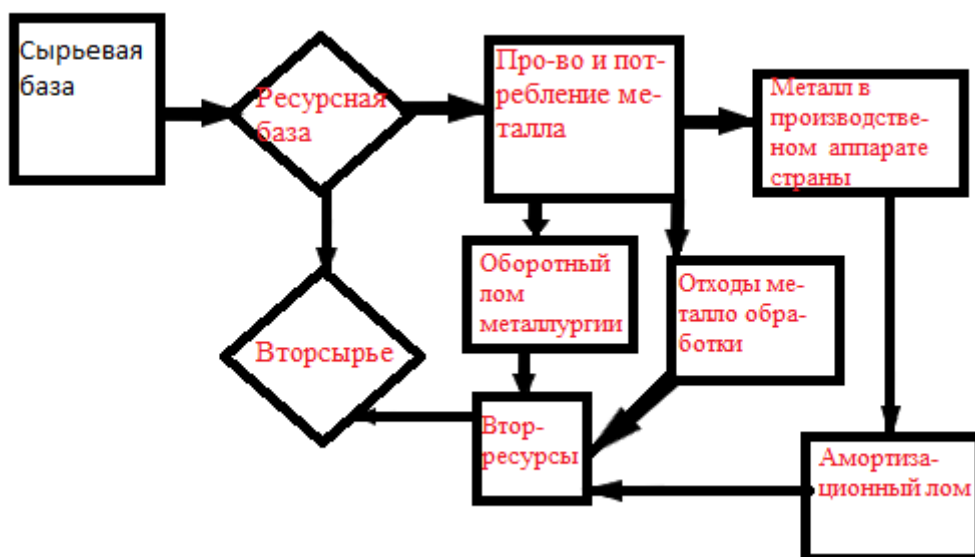 Сырьевая
база
Ресурсная
база
Про-во и пот-
ребление ме-
талла
Металл в
производстве-
ном аппарате
страны
Оборотный
лом
металлургии
Отходы ме-
талло обра-
ботки
Вторсырье
Втор-
ресурсы
Амортиза-
ционный лом